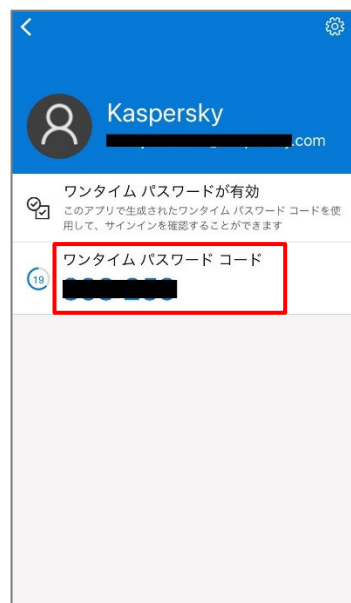 Kaspersky
.com
ワンタイム パスワードが有効
このアプリで生成されたワンタイム パスワード コードを使
用して、サインインを確認することができます
ワンタイム パスワード コード
19